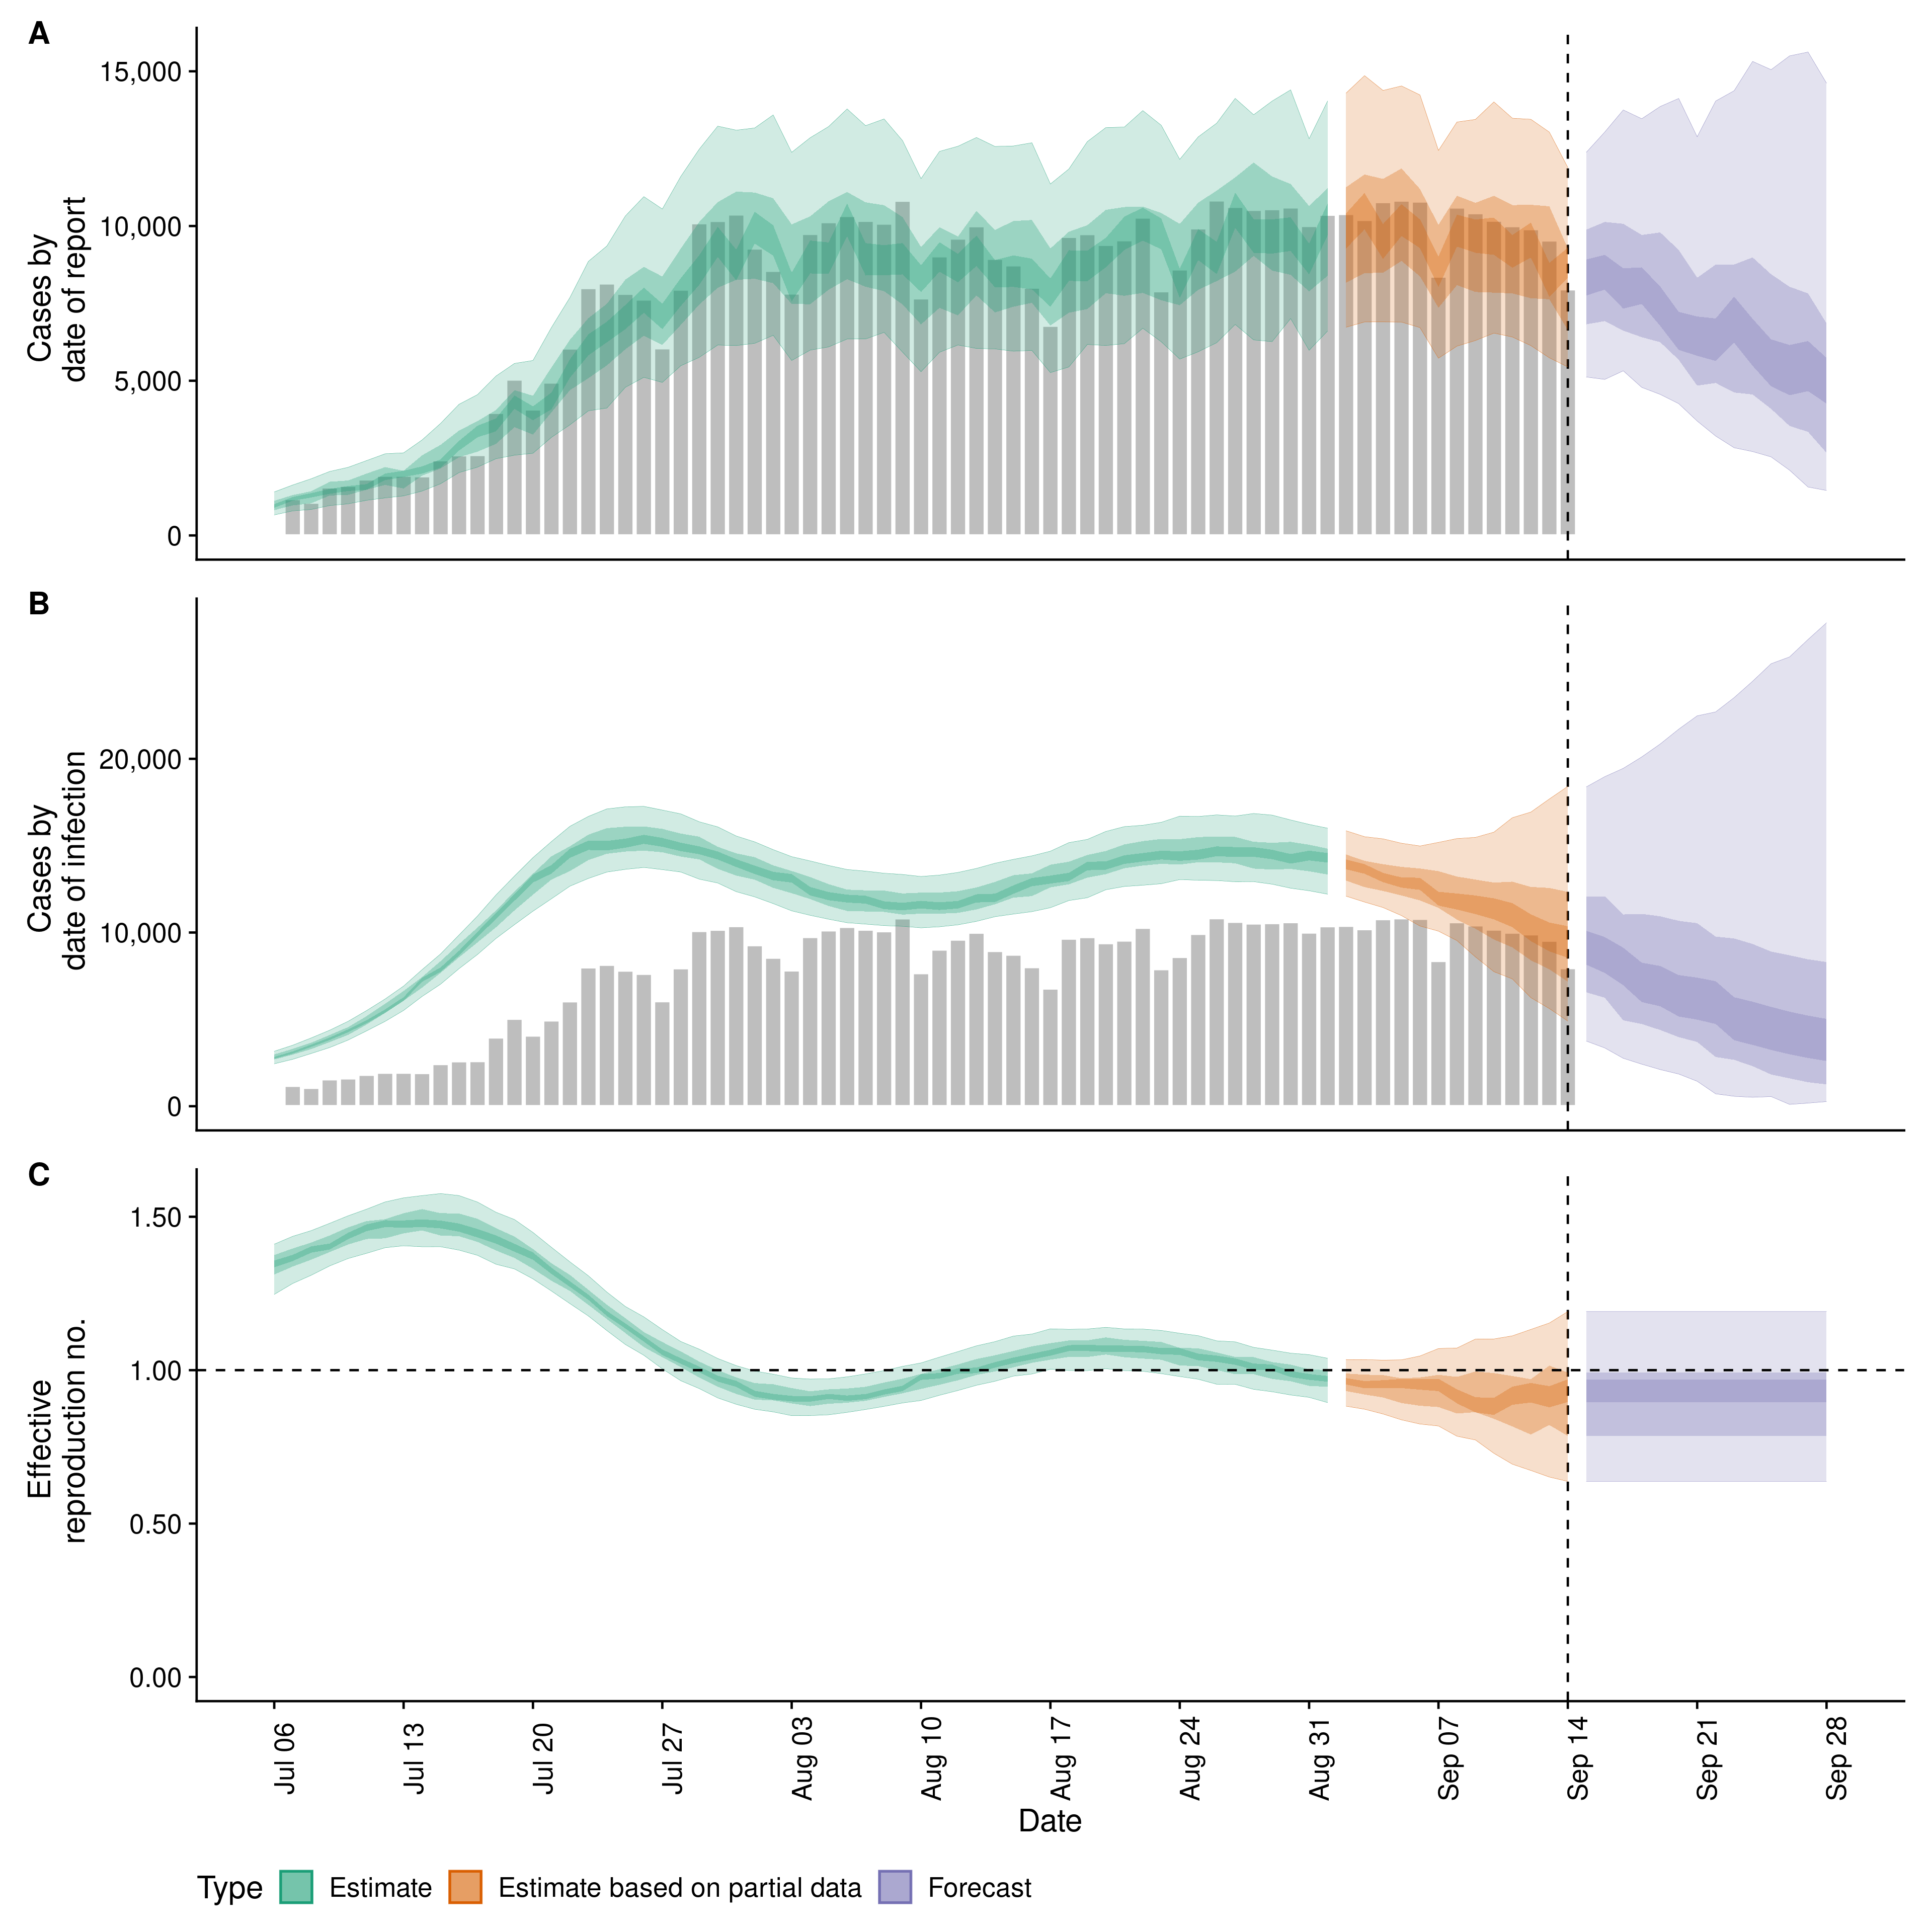 A
Cases by
date of report
15,000
10,000
5,000
0
B
Cases by
date of infection
20,000
10,000
0
C
Effective
reproduction no.
1.50
1.00
0.50
0.00
Jul 06
Jul 13
Jul 20
Jul 27
Aug 03
Aug 10
Aug 17
Aug 24
Aug 31
Sep 07
Sep 14
Sep 21
Sep 28
Date
Type Estimate Estimate based on partial data Forecast